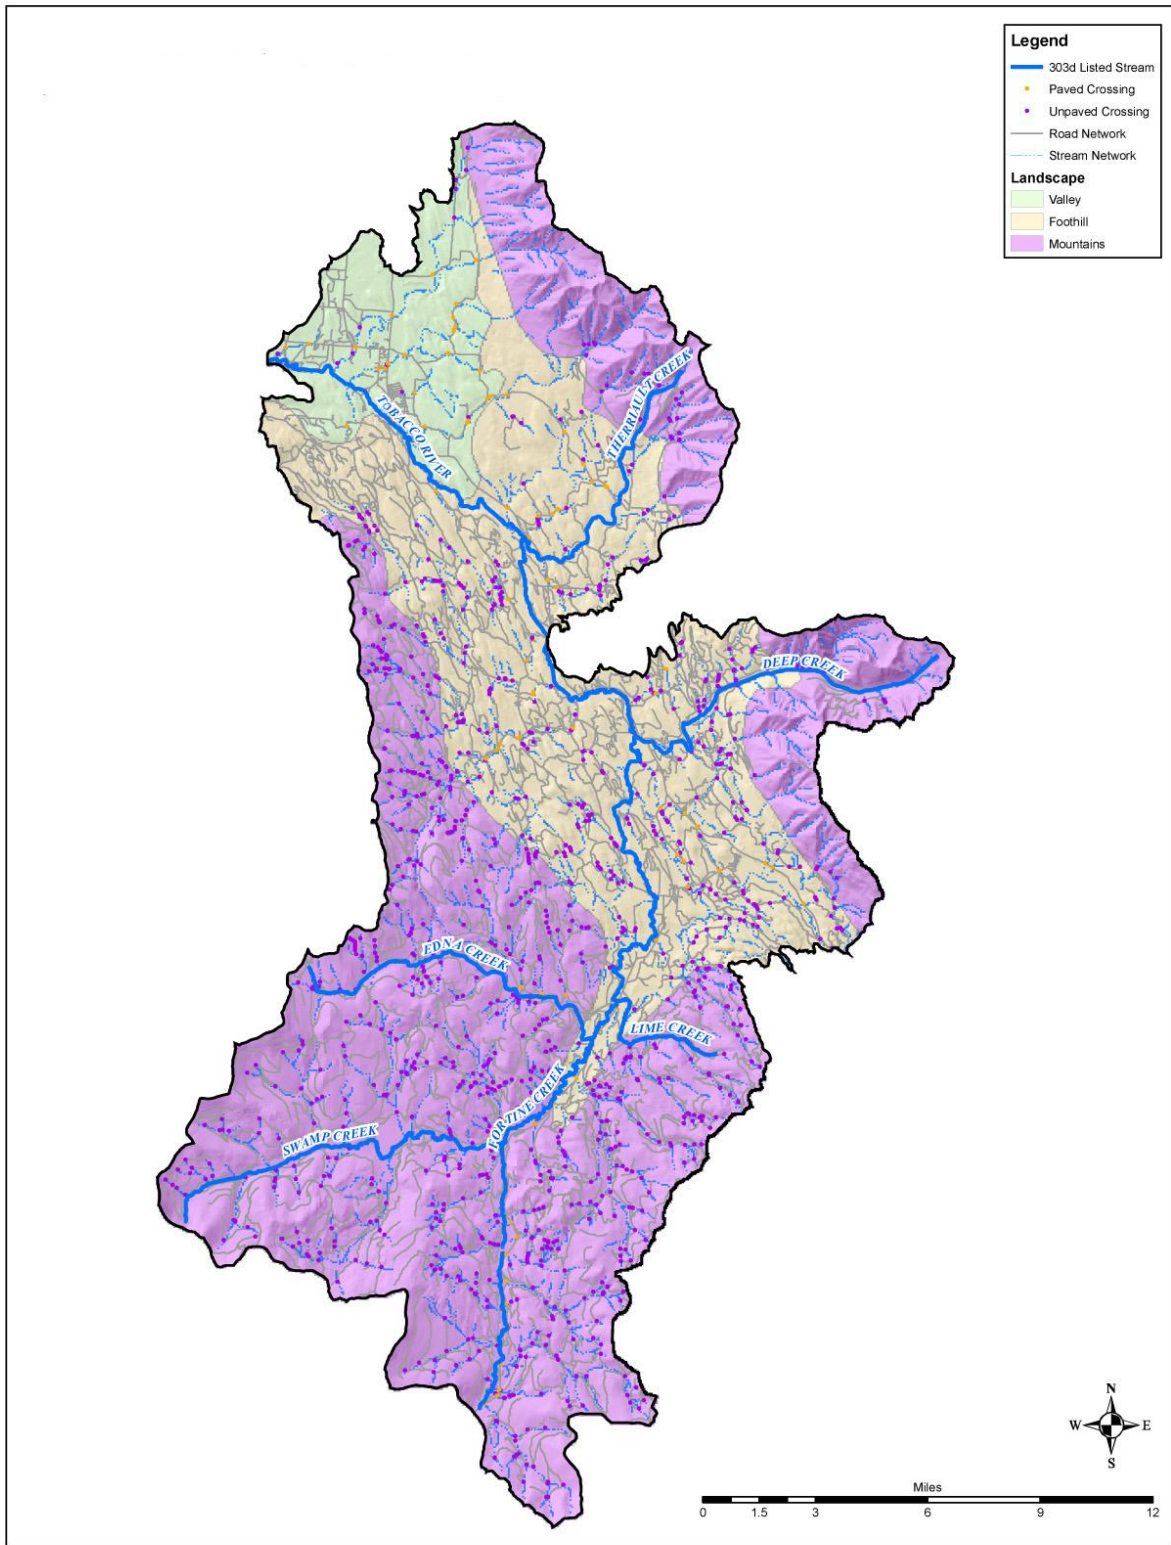 Legend
303d Listed Stream
Paved Crossing
Unpaved Crossing
Road Network
Stream Network
Landscape
Valley
Foothill
Mountains
THERRIAULT CREEK
TOBACCO RIVER
DEEP CREEK
EDNA CREEK
LIME CREEK
FORTINE CREEK
SWAMP CREEK
N
W E
S
Miles
0 1.5 3 6 9 12